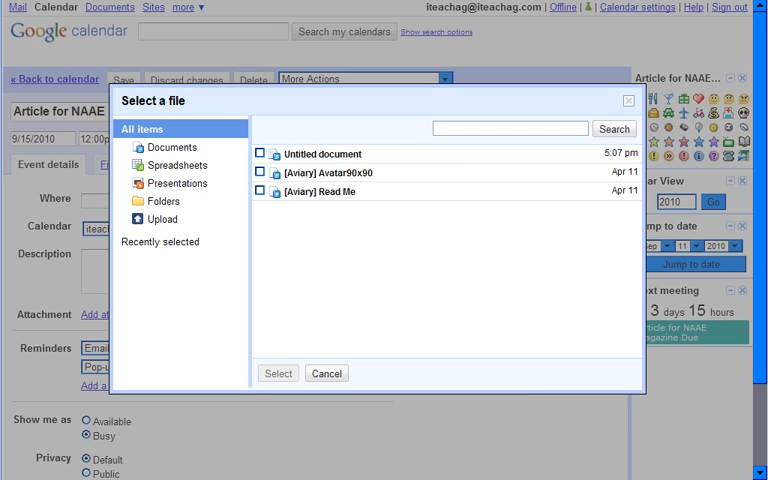 Mail Calendar Documents Sites more ▼
iteachag@iteachag.com | Offline | | Calendar settings | Help | Sign out
Google calendar
Search my calendars
Show search options
« Back to calendar Save Discard changes Delete More Actions
Article for NAAE
9/15/2010 12:00p
Event details Fi
Where
Calendar iteach
Description
Attachment Add at
Reminders Email
Pop-u
Add a
Show me as Available
Busy
Privacy Default
Public
Select a file
All items
Documents
Spreadsheets
Presentations
Folders
Upload
Recently selected
Search
Untitled document 5:07 pm
[Aviary] Avatar90x90 Apr 11
[Aviary] Read Me Apr 11
Select Cancel
Article for NAAE...
ar View
2010 Go
ump to date
Sep 11 2010
Jump to date
ext meeting
3 days 15 hours
rticle for NAAE
agazine Due